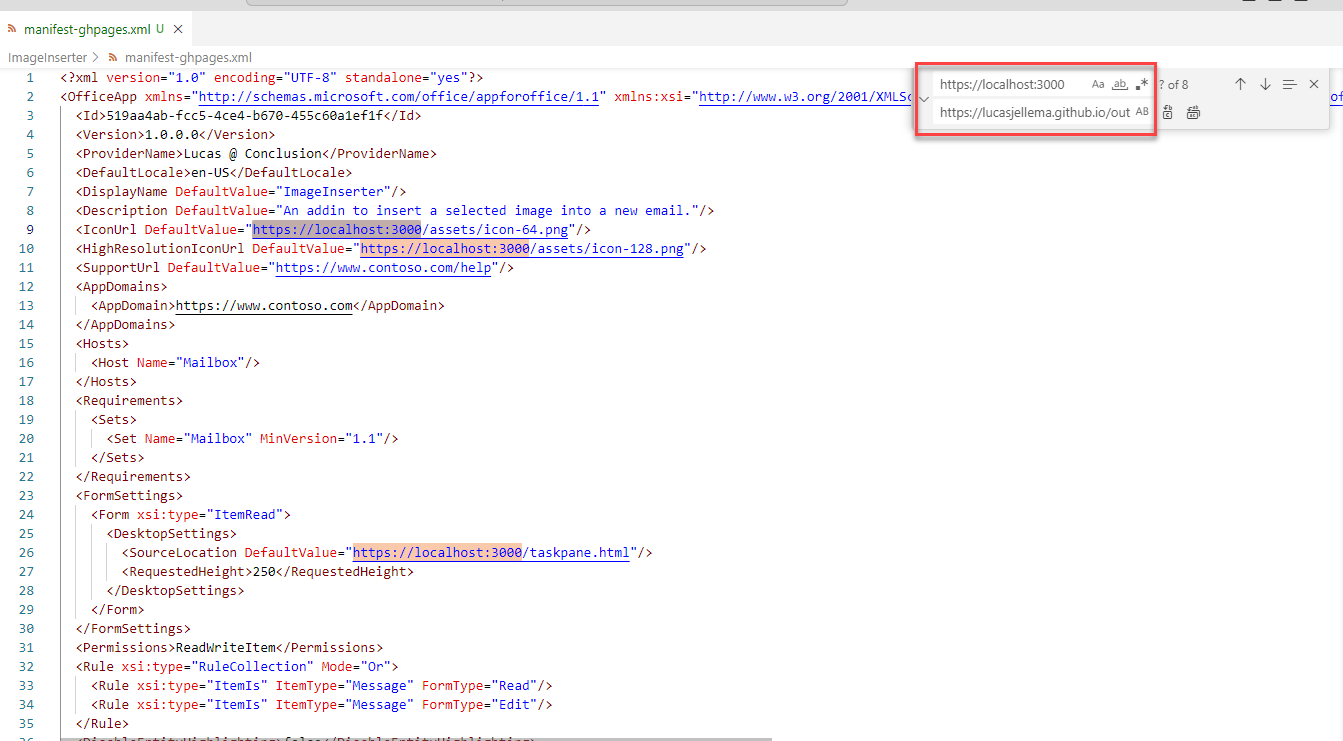 manifest-ghpages.xml U ×
ImageInserter > manifest-ghpages.xml
https://localhost:3000 Aa ab .* ? of 8
https://lucasjellema.github.io/out AB
1 <?xml version="1.0" encoding="UTF-8" standalone="yes"?>
2 <OfficeApp xmlns="http://schemas.microsoft.com/office/appforoffice/1.1" xmlns:xsi="http://www.w3.org/2001/XMLSc
3 <Id>519aa4ab-fcc5-4ce4-b670-455c60a1ef1f</Id>
4 <Version>1.0.0.0</Version>
5 <ProviderName>Lucas @ Conclusion</ProviderName>
6 <DefaultLocale>en-US</DefaultLocale>
7 <DisplayName DefaultValue="ImageInserter"/>
8 <Description DefaultValue="An addin to insert a selected image into a new email."/>
9 <IconUrl DefaultValue="https://localhost:3000/assets/icon-64.png"/>
10 <HighResolutionIconUrl DefaultValue="https://localhost:3000/assets/icon-128.png"/>
11 <SupportUrl DefaultValue="https://www.contoso.com/help"/>
12 <AppDomains>
13 <AppDomain>https://www.contoso.com</AppDomain>
14 </AppDomains>
15 <Hosts>
16 <Host Name="Mailbox"/>
17 </Hosts>
18 <Requirements>
19 <Sets>
20 <Set Name="Mailbox" MinVersion="1.1"/>
21 </Sets>
22 </Requirements>
23 <FormSettings>
24 <Form xsi:type="ItemRead">
25 <DesktopSettings>
26 <SourceLocation DefaultValue="https://localhost:3000/taskpane.html"/>
27 <RequestedHeight>250</RequestedHeight>
28 </DesktopSettings>
29 </Form>
30 </FormSettings>
31 <Permissions>ReadWriteItem</Permissions>
32 <Rule xsi:type="RuleCollection" Mode="Or">
33 <Rule xsi:type="ItemIs" ItemType="Message" FormType="Read"/>
34 <Rule xsi:type="ItemIs" ItemType="Message" FormType="Edit"/>
35 </Rule>
36 <DisableEntityHighlighting>false</DisableEntityHighlighting>